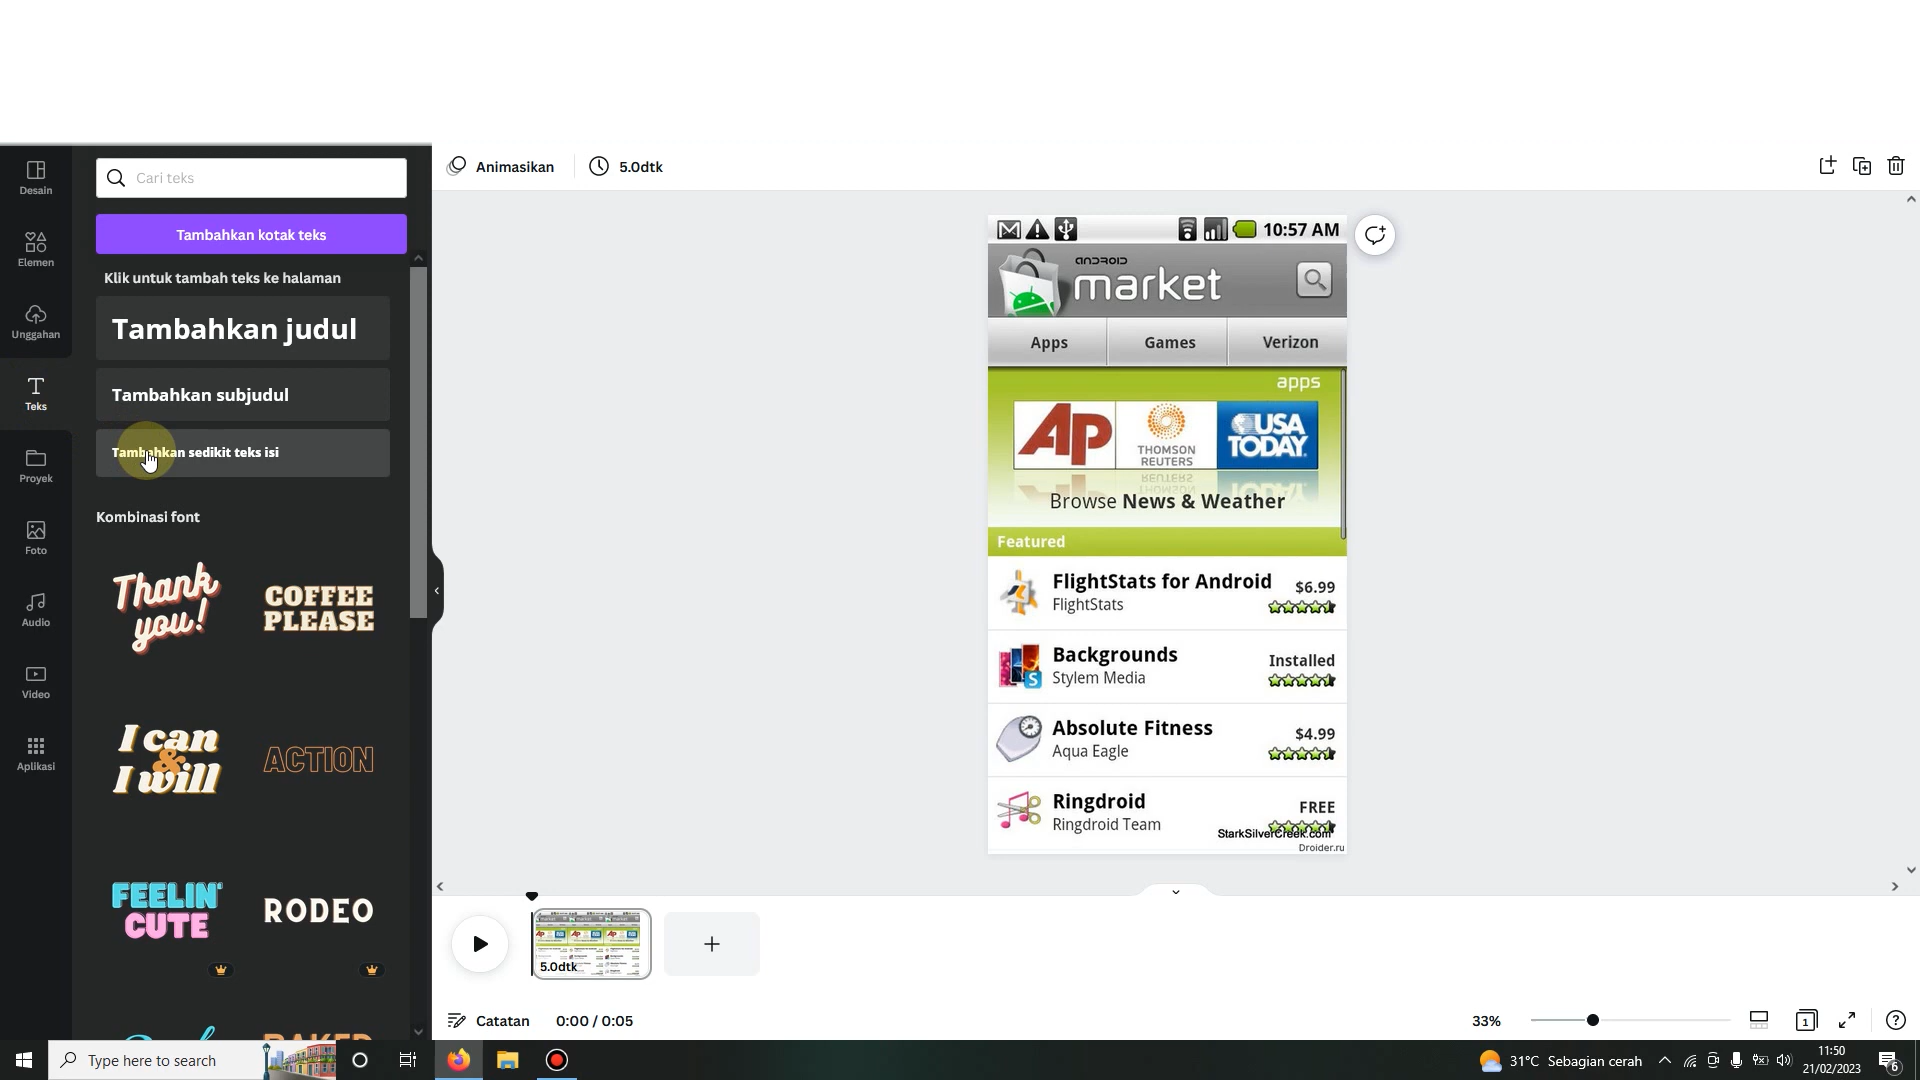 Desain
Elemen
Unggahan
Teks
Proyek
Foto
Audio
Video
Aplikasi
Cari teks
Tambahkan kotak teks
Klik untuk tambah teks ke halaman
Tambahkan judul
Tambahkan subjudul
Tambahkan sedikit teks isi
Kombinasi font
Thank
you!
COFFEE
PLEASE
I can
&
I will
ACTION
FEELIN'
CUTE
RODEO
Animasikan
5.0dtk
10:57 AM
ANDROID
market
Apps
Games
Verizon
apps
AP
THOMSON
REUTERS
USA
TODAY
Browse News & Weather
Featured
FlightStats for Android
$6.99
FlightStats
Backgrounds
Installed
Stylem Media
Absolute Fitness
$4.99
Aqua Eagle
Ringdroid
FREE
Ringdroid Team
StarkSilverCreek.com
Droider.ru
5.0dtk
Catatan
0:00 / 0:05
33%
1
Type here to search
31°C Sebagian cerah
11:50
21/02/2023
6